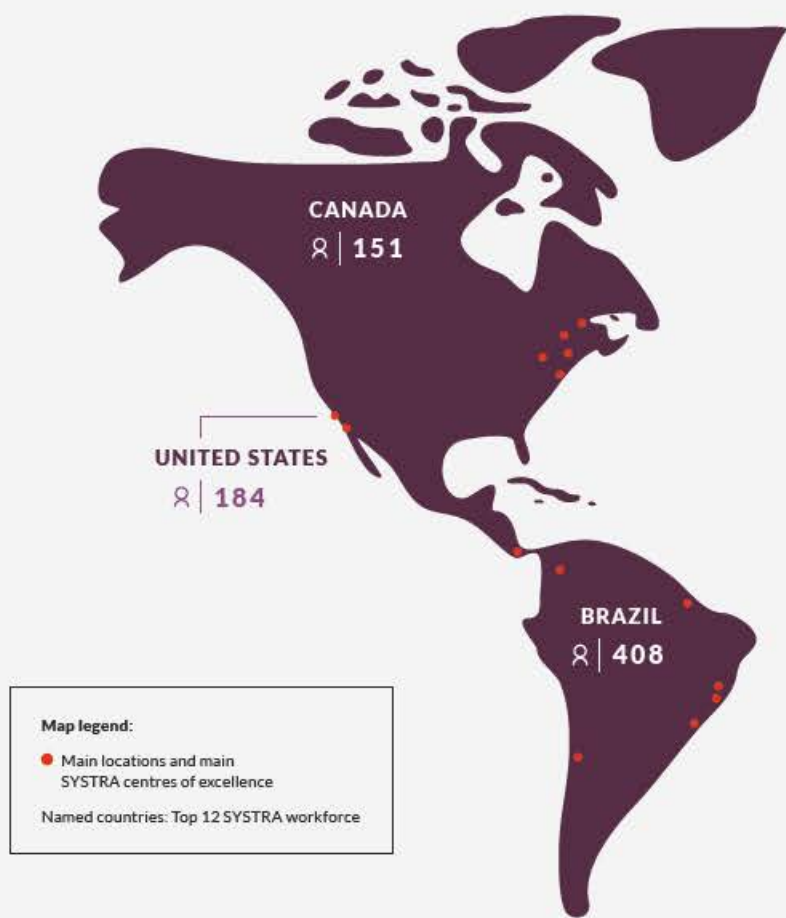 CANADA
151
UNITED STATES
184
BRAZIL
408
Map legend:
Main locations and main
SYSTRA centres of excellence
Named countries: Top 12 SYSTRA workforce